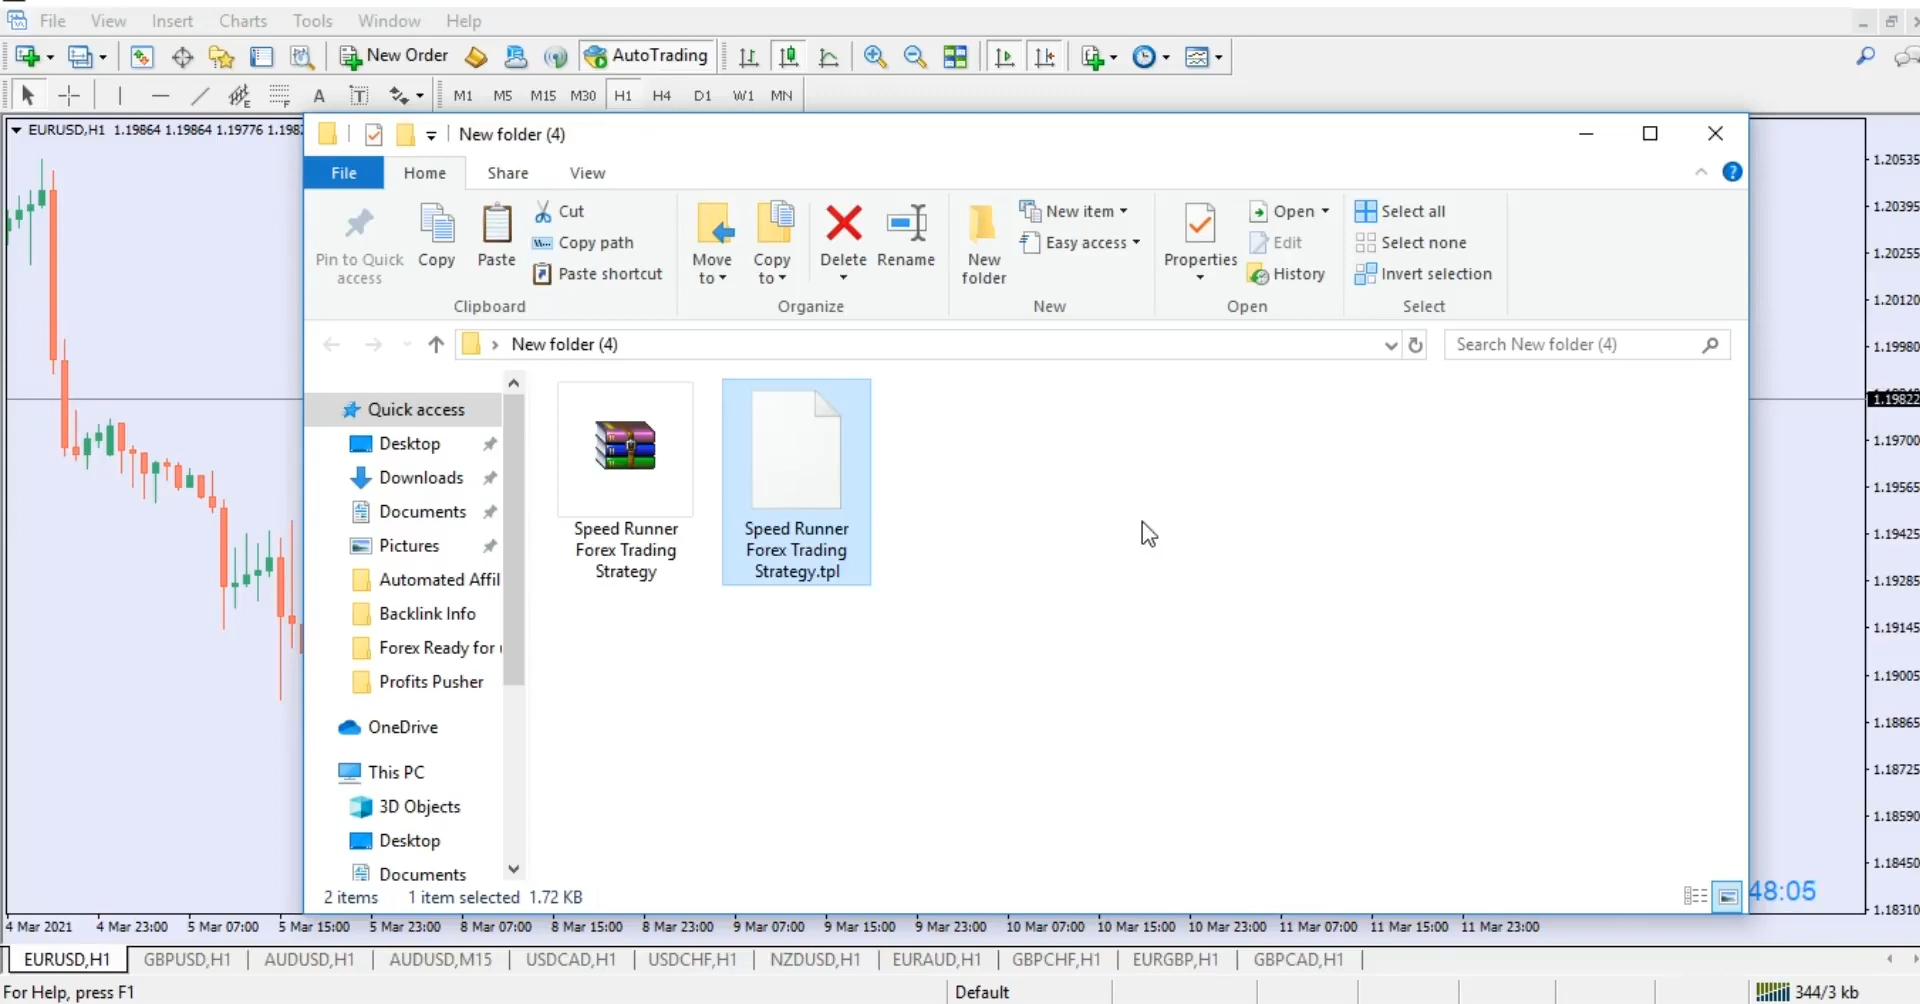 File View Insert Charts Tools Window Help
New Order AutoTrading
A T M1 M5 M15 M30 H1 H4 D1 W1 MN
EURUSD,H1 1.19864 1.19864 1.19776
New folder (4)
File Home Share View
Pin to Quick access
Copy
Paste
Cut
Copy path
Paste shortcut
Clipboard
Move to
Copy to
Delete
Rename
Organize
New folder
New item
Easy access
New
Properties
Open
Edit
History
Open
Select all
Select none
Invert selection
Select
New folder (4)
Search New folder (4)
Quick access
Desktop
Downloads
Documents
Pictures
Automated Affil
Backlink Info
Forex Ready for
Profits Pusher
OneDrive
This PC
3D Objects
Desktop
Documents
Speed Runner
Forex Trading
Strategy
Speed Runner
Forex Trading
Strategy.tpl
2 items 1 item selected 1.72 KB
48:05
1.20535
1.20395
1.20255
1.20120
1.19980
1.19822
1.19700
1.19565
1.19425
1.19285
1.19145
1.19005
1.18865
1.18725
1.18590
1.18450
1.18310
4 Mar 2021 4 Mar 23:00 5 Mar 07:00 5 Mar 15:00 5 Mar 23:00 8 Mar 07:00 8 Mar 15:00 8 Mar 23:00 9 Mar 07:00 9 Mar 15:00 9 Mar 23:00 10 Mar 07:00 10 Mar 15:00 10 Mar 23:00 11 Mar 07:00 11 Mar 15:00 11 Mar 23:00
EURUSD,H1 GBPUSD,H1 AUDUSD,H1 AUDUSD,M15 USDCAD,H1 USDCHF,H1 NZDUSD,H1 EURAUD,H1 GBPCHF,H1 EURGBP,H1 GBPCAD,H1
For Help, press F1 Default 344/3 kb